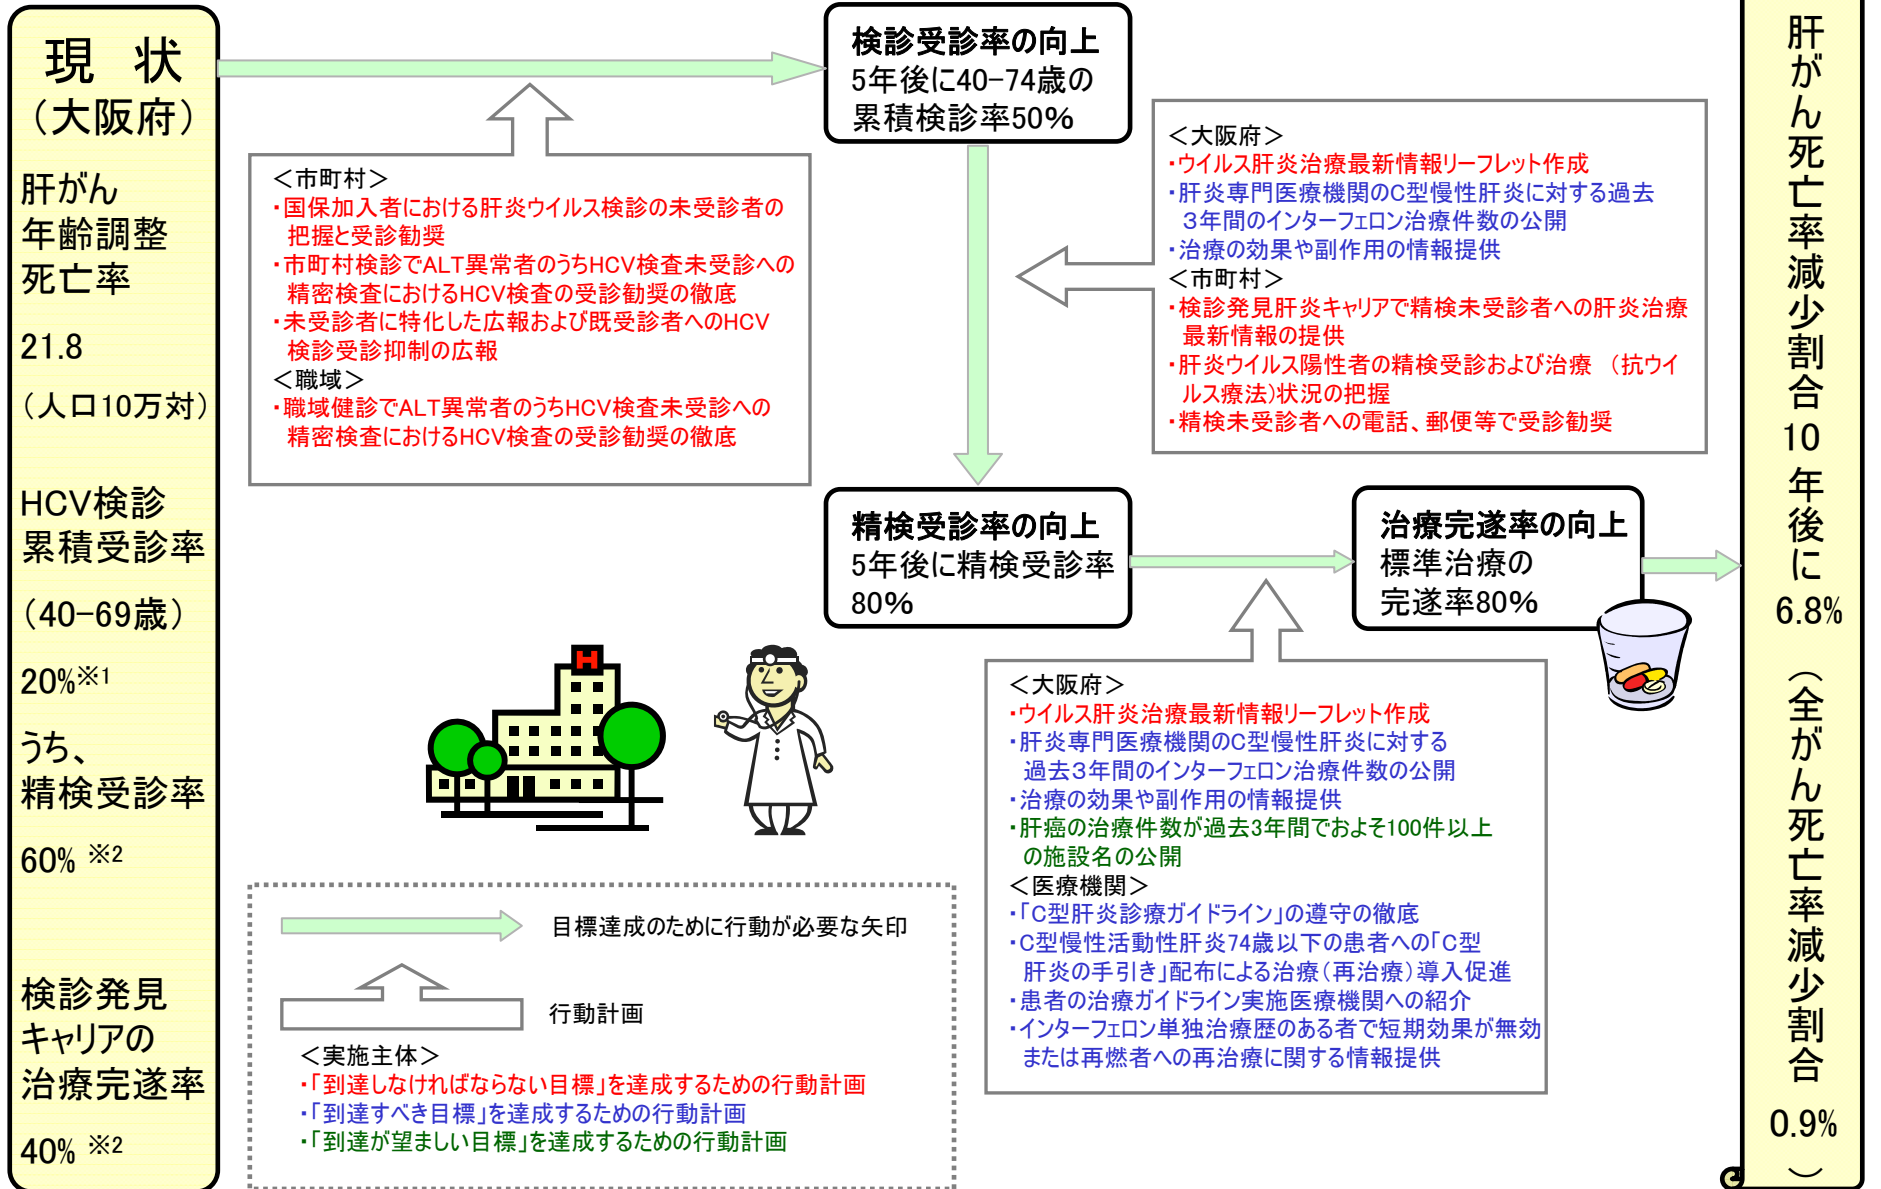 現 状
（大阪府）
肝がん
年齢調整
死亡率
21.8
（人口10万対）
HCV検診
累積受診率
（40-69歳）
20%※1
うち、
精検受診率
60% ※2
検診発見
キャリアの
治療完遂率
40% ※2
検診受診率の向上
5年後に40-74歳の
累積検診率50%
＜市町村＞
・国保加入者における肝炎ウイルス検診の未受診者の
把握と受診勧奨
・市町村検診でALT異常者のうちHCV検査未受診への
精密検査におけるHCV検査の受診勧奨の徹底
・未受診者に特化した広報および既受診者へのHCV
検診受診抑制の広報
＜職域＞
・職域健診でALT異常者のうちHCV検査未受診への
精密検査におけるHCV検査の受診勧奨の徹底
＜大阪府＞
・ウイルス肝炎治療最新情報リーフレット作成
・肝炎専門医療機関のC型慢性肝炎に対する過去
３年間のインターフェロン治療件数の公開
・治療の効果や副作用の情報提供
＜市町村＞
・検診発見肝炎キャリアで精検未受診者への肝炎治療
最新情報の提供
・肝炎ウイルス陽性者の精検受診および治療 （抗ウイ
ルス療法）状況の把握
・精検未受診者への電話、郵便等で受診勧奨
精検受診率の向上
5年後に精検受診率
80%
治療完遂率の向上
標準治療の
完遂率80%
H
＜大阪府＞
・ウイルス肝炎治療最新情報リーフレット作成
・肝炎専門医療機関のC型慢性肝炎に対する
過去３年間のインターフェロン治療件数の公開
・治療の効果や副作用の情報提供
・肝癌の治療件数が過去3年間でおよそ100件以上
の施設名の公開
＜医療機関＞
・「C型肝炎診療ガイドライン」の遵守の徹底
・C型慢性活動性肝炎74歳以下の患者への「C型
肝炎の手引き」配布による治療（再治療）導入促進
・患者の治療ガイドライン実施医療機関への紹介
・インターフェロン単独治療歴のある者で短期効果が無効
または再燃者への再治療に関する情報提供
目標達成のために行動が必要な矢印
行動計画
＜実施主体＞
・「到達しなければならない目標」を達成するための行動計画
・「到達すべき目標」を達成するための行動計画
・「到達が望ましい目標」を達成するための行動計画
肝がん死亡率減少割合10年後に6.8%（全がん死亡率減少割合0.9%）